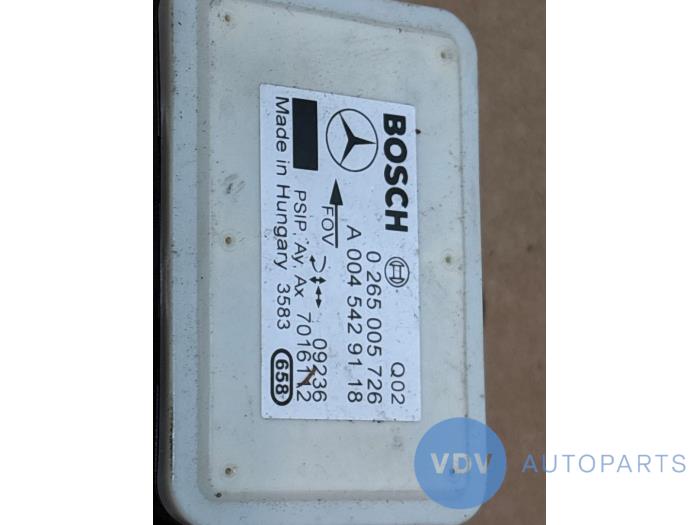 BOSCH
Q02
0 265 005 726
A 004 542 91 18
FOV
09236
PSIP, Ay, Ax 7016112
Made in Hungary 3583
658
VDV AUTOPARTS